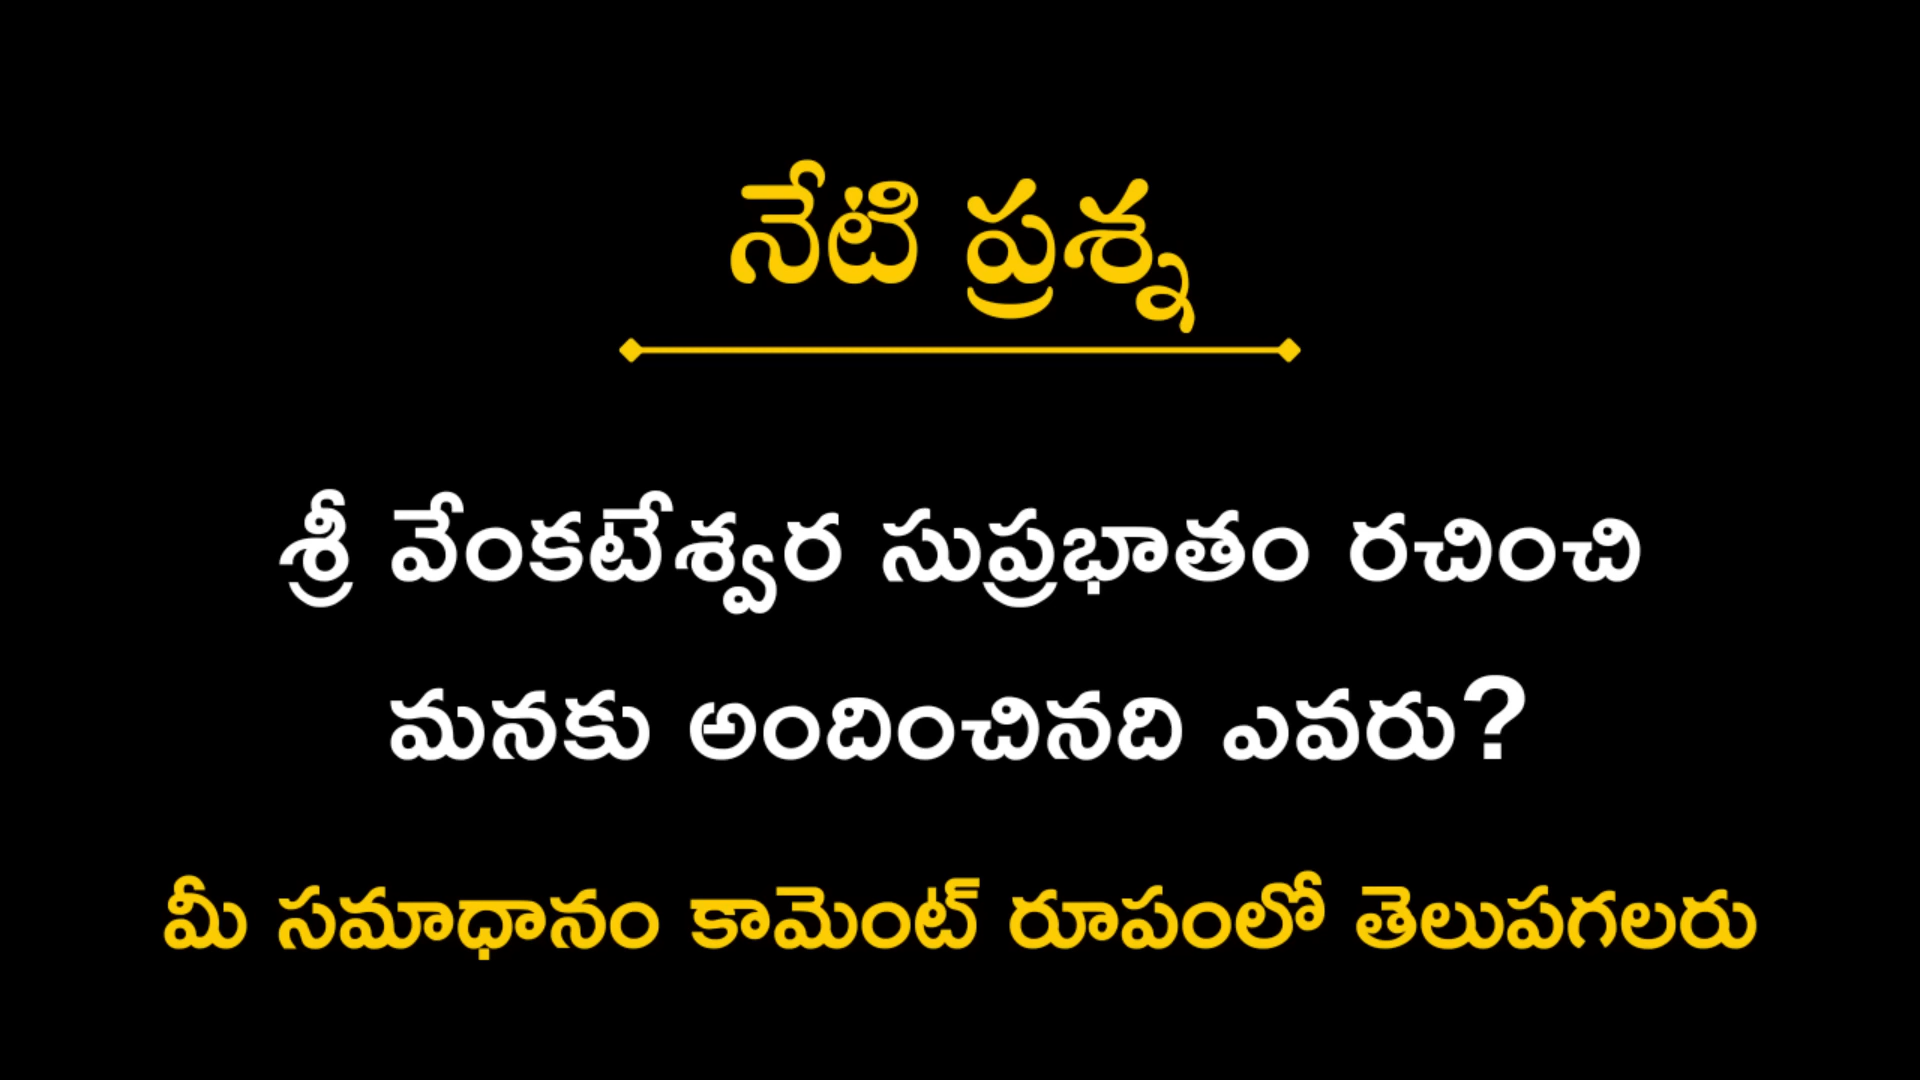 నేటి ప్రశ్న
శ్రీ వేంకటేశ్వర సుప్రభాతం రచించి
మనకు అందించినది ఎవరు?
మీ సమాధానం కామెంట్ రూపంలో తెలుపగలరు